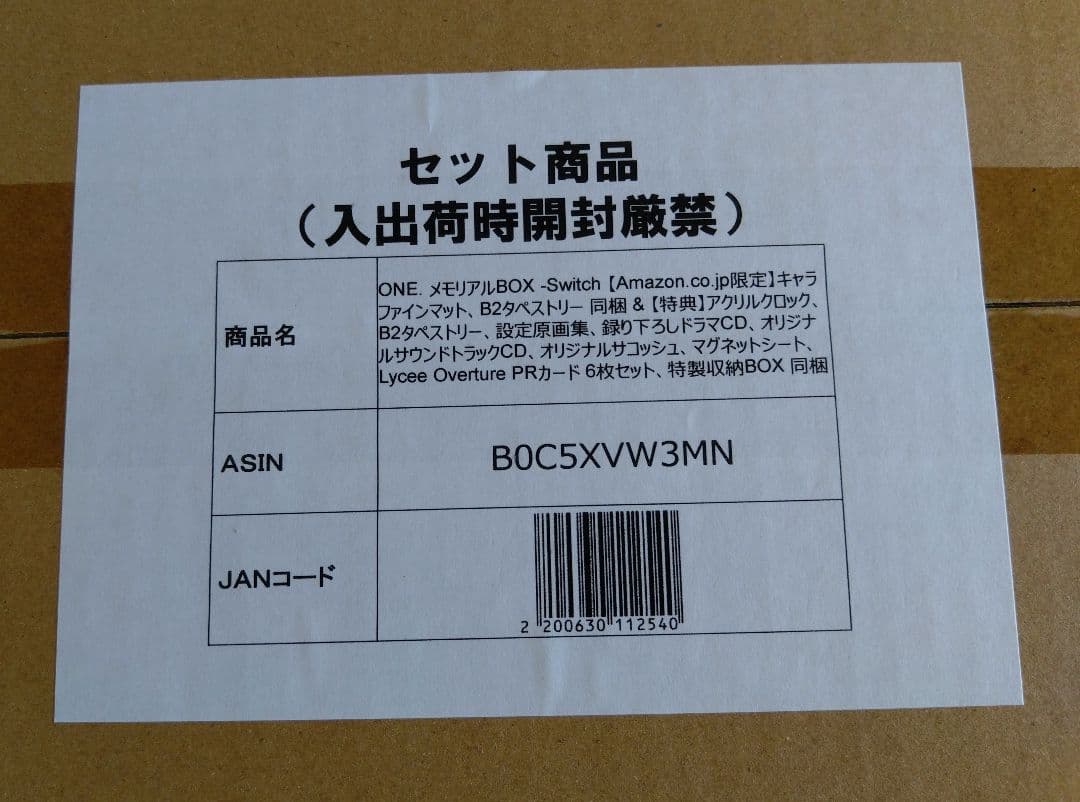 セット商品
（入出荷時開封厳禁）
商品名
ONE. メモリアルBOX -Switch 【Amazon.co.jp限定】キャラ
ファインマット、B2タペストリー 同梱 & 【特典】アクリルクロック、
B2タペストリー、設定原画集、録り下ろしドラマCD、オリジナ
ルサウンドトラックCD、オリジナルサコッシュ、マグネットシート、
Lycee Overture PRカード 6枚セット、特製収納BOX 同梱
ASIN
B0C5XVW3MN
JANコード
2 200630 112540